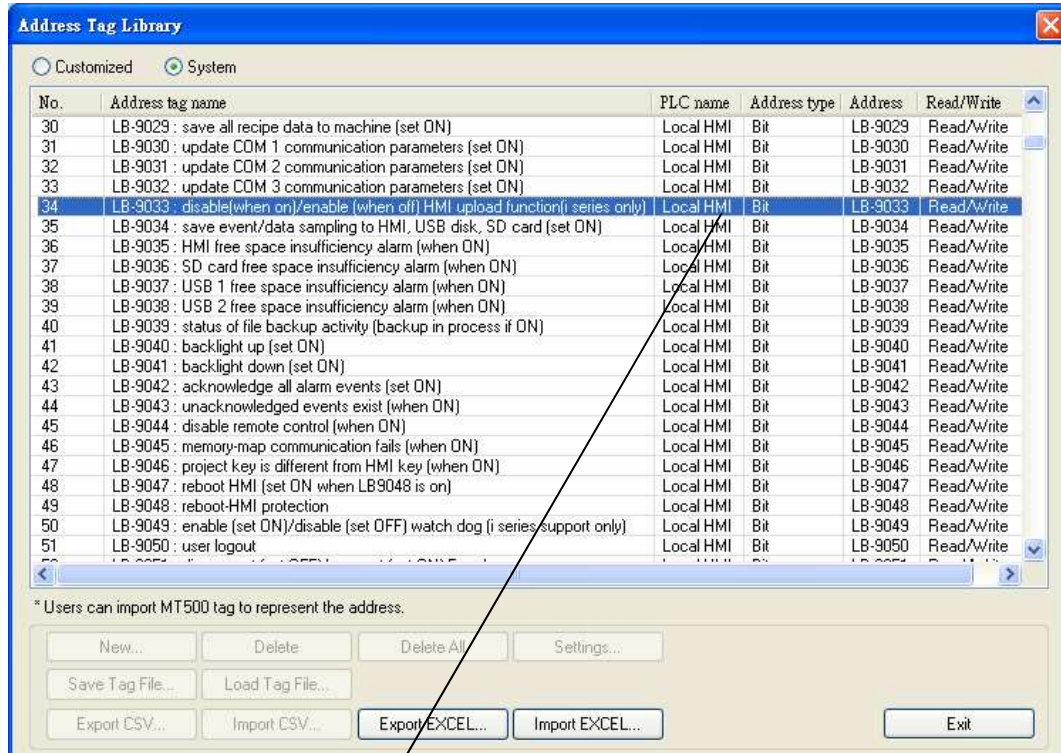 Address Tag Library
Customized System
No. Address tag name PLC name Address type Address Read/Write
30 LB-9029 : save all recipe data to machine (set ON) Local HMI Bit LB-9029 Read/Write
31 LB-9030 : update COM 1 communication parameters (set ON) Local HMI Bit LB-9030 Read/Write
32 LB-9031 : update COM 2 communication parameters (set ON) Local HMI Bit LB-9031 Read/Write
33 LB-9032 : update COM 3 communication parameters (set ON) Local HMI Bit LB-9032 Read/Write
34 LB-9033 : disable(when on)/enable (when off) HMI upload function(i series only) Local HMI Bit LB-9033 Read/Write
35 LB-9034 : save event/data sampling to HMI, USB disk, SD card (set ON) Local HMI Bit LB-9034 Read/Write
36 LB-9035 : HMI free space insufficiency alarm (when ON) Local HMI Bit LB-9035 Read/Write
37 LB-9036 : SD card free space insufficiency alarm (when ON) Local HMI Bit LB-9036 Read/Write
38 LB-9037 : USB 1 free space insufficiency alarm (when ON) Local HMI Bit LB-9037 Read/Write
39 LB-9038 : USB 2 free space insufficiency alarm (when ON) Local HMI Bit LB-9038 Read/Write
40 LB-9039 : status of file backup activity (backup in process if ON) Local HMI Bit LB-9039 Read/Write
41 LB-9040 : backlight up (set ON) Local HMI Bit LB-9040 Read/Write
42 LB-9041 : backlight down (set ON) Local HMI Bit LB-9041 Read/Write
43 LB-9042 : acknowledge all alarm events (set ON) Local HMI Bit LB-9042 Read/Write
44 LB-9043 : unacknowledged events exist (when ON) Local HMI Bit LB-9043 Read/Write
45 LB-9044 : disable remote control (when ON) Local HMI Bit LB-9044 Read/Write
46 LB-9045 : memory-map communication fails (when ON) Local HMI Bit LB-9045 Read/Write
47 LB-9046 : project key is different from HMI key (when ON) Local HMI Bit LB-9046 Read/Write
48 LB-9047 : reboot HMI (set ON when LB9048 is on) Local HMI Bit LB-9047 Read/Write
49 LB-9048 : reboot-HMI protection Local HMI Bit LB-9048 Read/Write
50 LB-9049 : enable (set ON)/disable (set OFF) watch dog (i series support only) Local HMI Bit LB-9049 Read/Write
51 LB-9050 : user logout Local HMI Bit LB-9050 Read/Write
* Users can import MT500 tag to represent the address.
New... Delete Delete All Settings...
Save Tag File... Load Tag File...
Export CSV... Import CSV... Export EXCEL... Import EXCEL... Exit